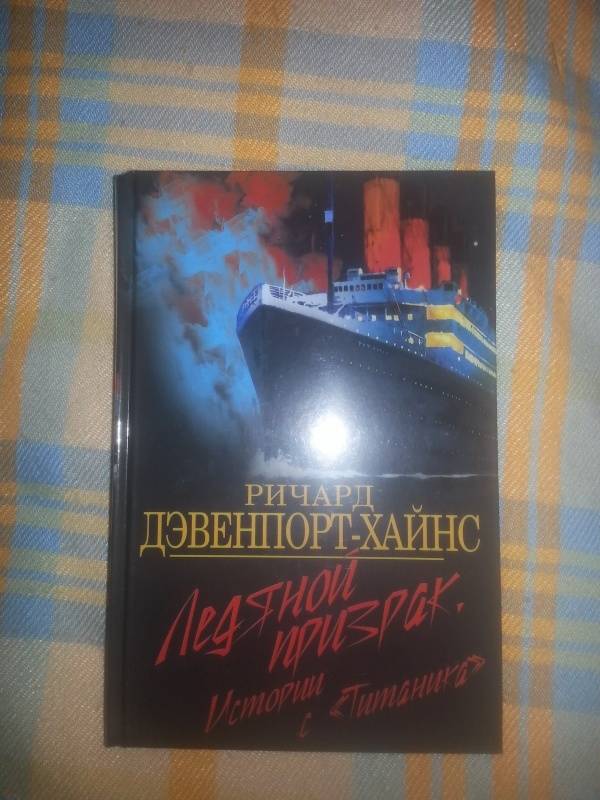 РИЧАРД
ДЭВЕНПОРТ-ХАЙНС
Ледяной
призрак.
Истории
с «Титаника»